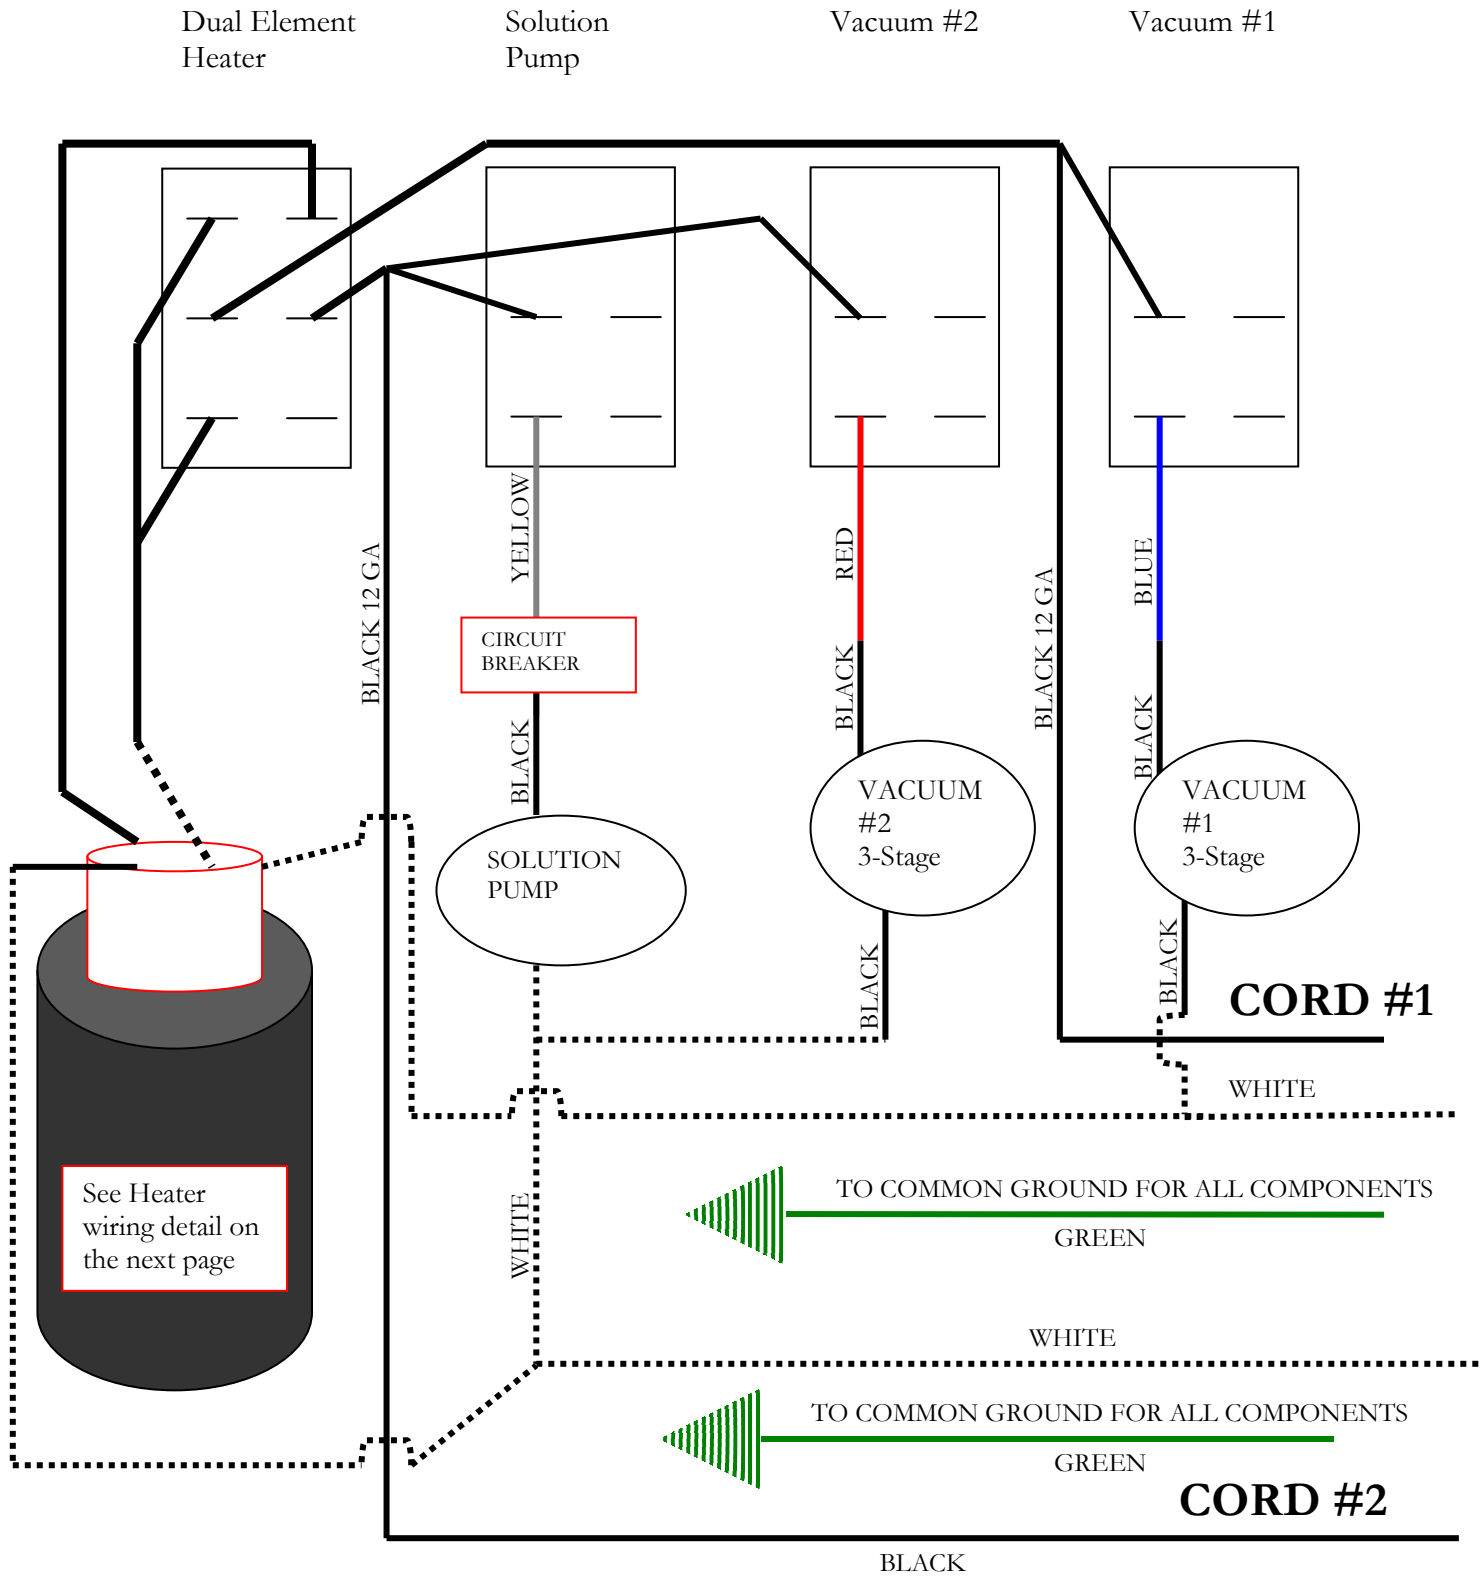 Dual Element
Heater
Solution
Pump
Vacuum #2
Vacuum #1
YELLOW
BLACK 12 GA
RED
BLACK 12 GA
BLUE
CIRCUIT
BREAKER
BLACK
BLACK
BLACK
SOLUTION
PUMP
VACUUM
#2
3-Stage
VACUUM
#1
3-Stage
BLACK
BLACK
CORD #1
WHITE
See Heater
wiring detail on
the next page
TO COMMON GROUND FOR ALL COMPONENTS
GREEN
WHITE
WHITE
TO COMMON GROUND FOR ALL COMPONENTS
GREEN
CORD #2
BLACK